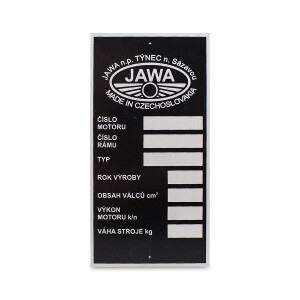 JAWA n.p. TÝNEC n. Sázavou
JAWA
MADE IN CZECHOSLOVAKIA
ČÍSLO
MOTORU
ČÍSLO
RÁMU
TYP
ROK VÝROBY
OBSAH VÁLCŮ cm³
VÝKON
MOTORU k/n
VÁHA STROJE kg